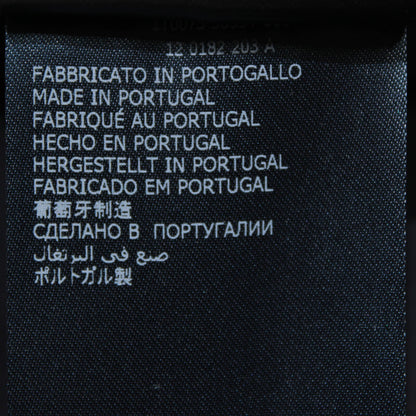 12 0182 203 A
FABBRICATO IN PORTOGALLO
MADE IN PORTUGAL
FABRIQUÉ AU PORTUGAL
HECHO EN PORTUGAL
HERGESTELLT IN PORTUGAL
FABRICADO EM PORTUGAL
葡萄牙制造
СДЕЛАНО В ПОРТУГАЛИИ
صنع في البرتغال
ポルトガル製